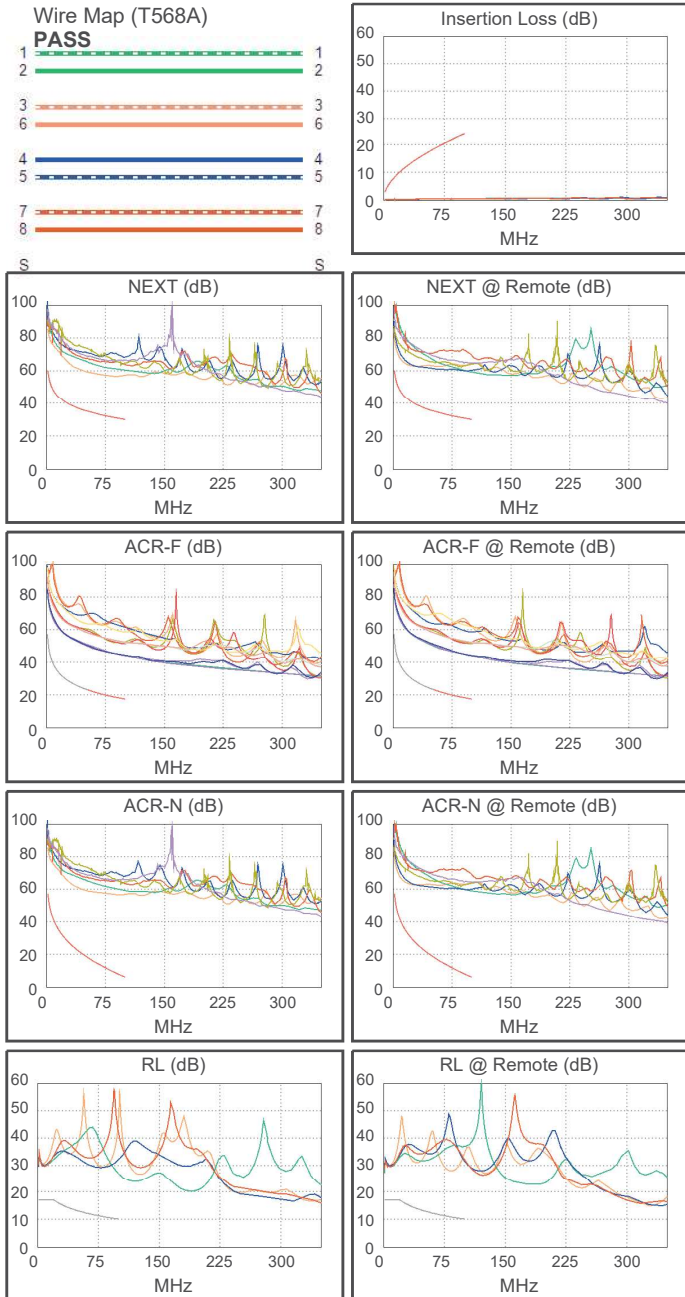 Wire Map (T568A)
PASS
1 1
2 2
3 3
6 6
4 4
5 5
7 7
8 8
S S
Insertion Loss (dB)
60
50
40
30
20
10
0
0 75 150 225 300
MHz
NEXT (dB)
100
80
60
40
20
0
0 75 150 225 300
MHz
NEXT @ Remote (dB)
100
80
60
40
20
0
0 75 150 225 300
MHz
ACR-F (dB)
100
80
60
40
20
0
0 75 150 225 300
MHz
ACR-F @ Remote (dB)
100
80
60
40
20
0
0 75 150 225 300
MHz
ACR-N (dB)
100
80
60
40
20
0
0 75 150 225 300
MHz
ACR-N @ Remote (dB)
100
80
60
40
20
0
0 75 150 225 300
MHz
RL (dB)
60
50
40
30
20
10
0
0 75 150 225 300
MHz
RL @ Remote (dB)
60
50
40
30
20
10
0
0 75 150 225 300
MHz